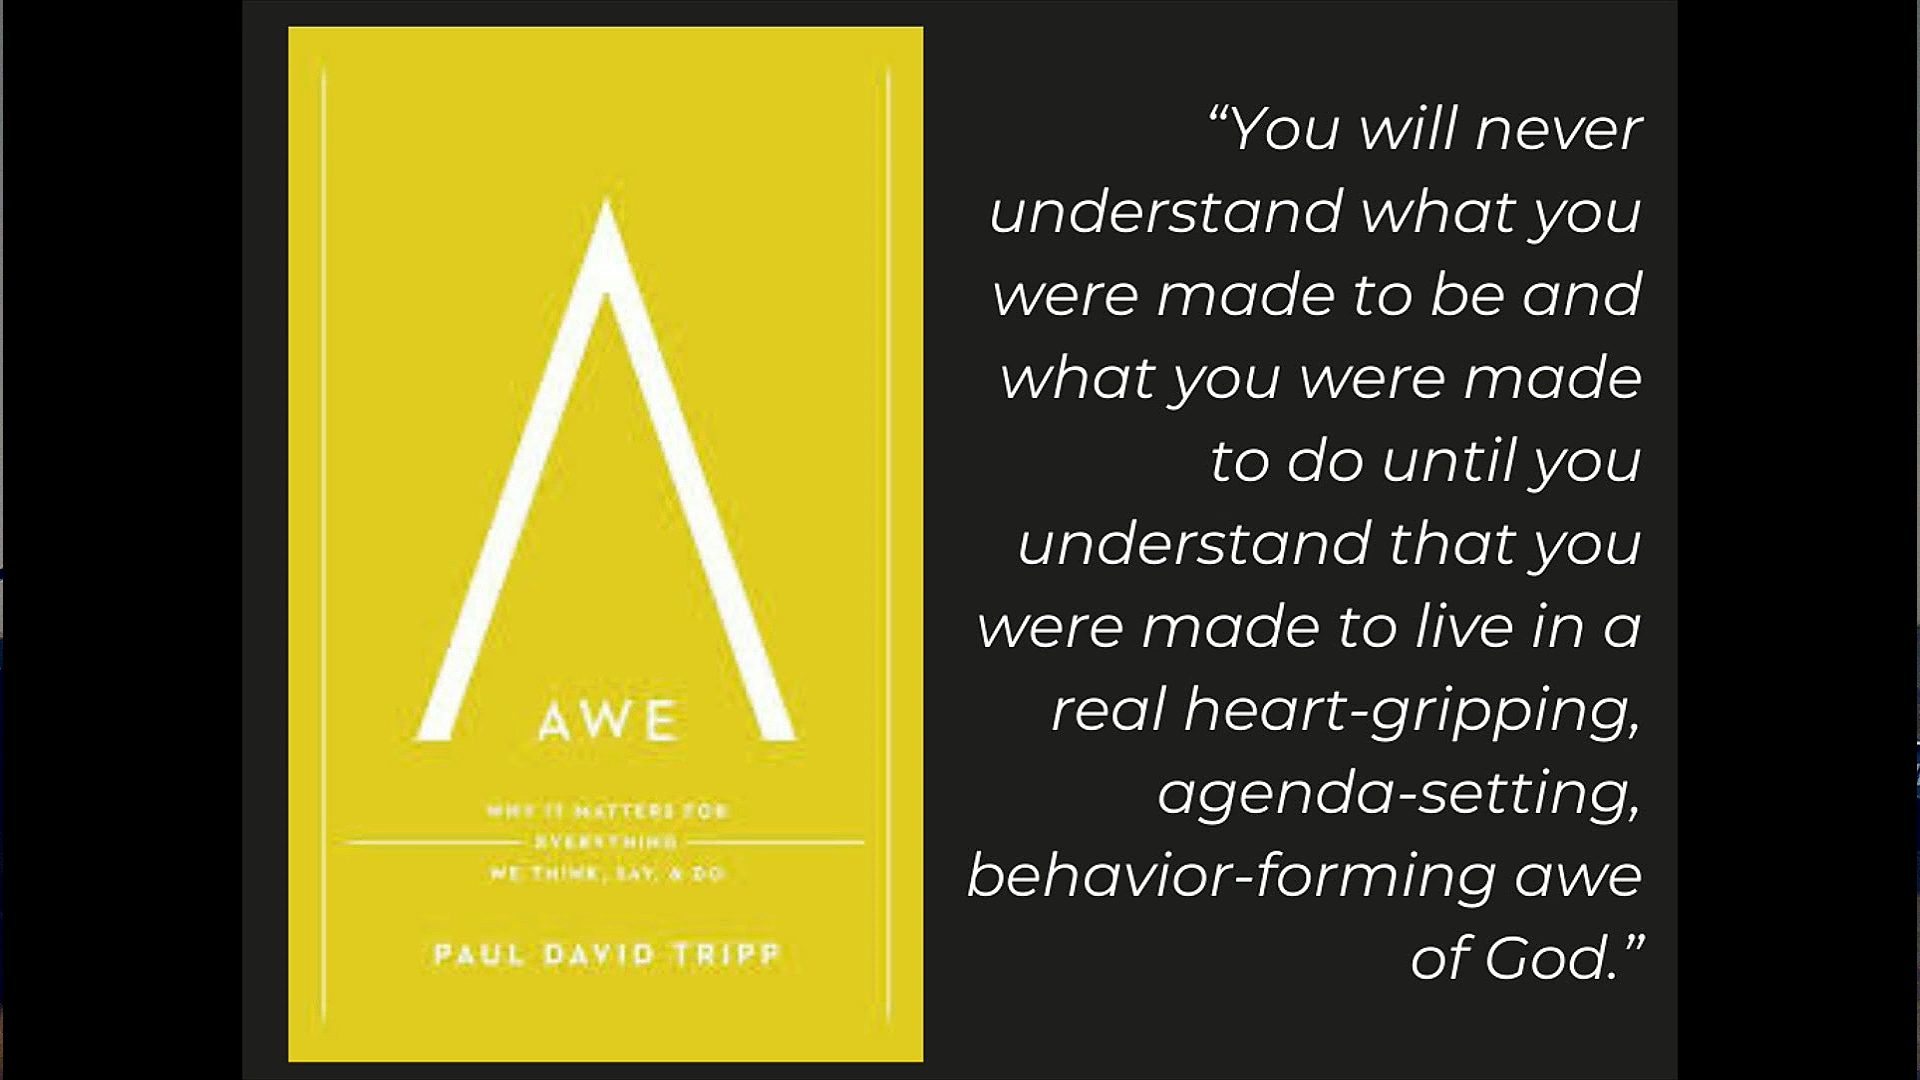 AWE
WHY IT MATTERS FOR
EVERYTHING
WE THINK, SAY, & DO
PAUL DAVID TRIPP
“You will never
understand what you
were made to be and
what you were made
to do until you
understand that you
were made to live in a
real heart-gripping,
agenda-setting,
behavior-forming awe
of God.”